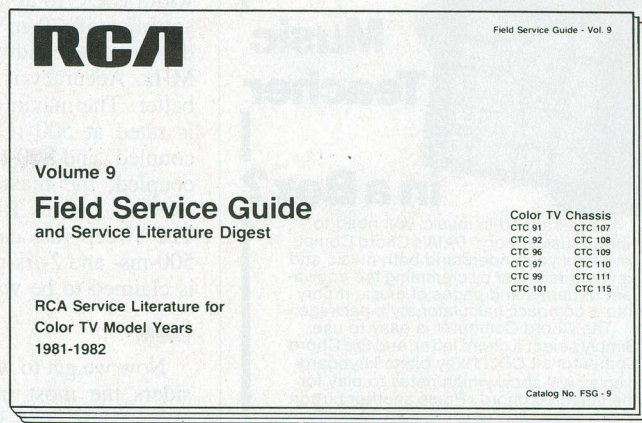 RCA
Field Service Guide - Vol. 9
Volume 9
Field Service Guide
and Service Literature Digest
Color TV Chassis
CTC 91 CTC 107
CTC 92 CTC 108
CTC 96 CTC 109
CTC 97 CTC 110
CTC 99 CTC 111
CTC 101 CTC 115
RCA Service Literature for
Color TV Model Years
1981-1982
Catalog No. FSG - 9